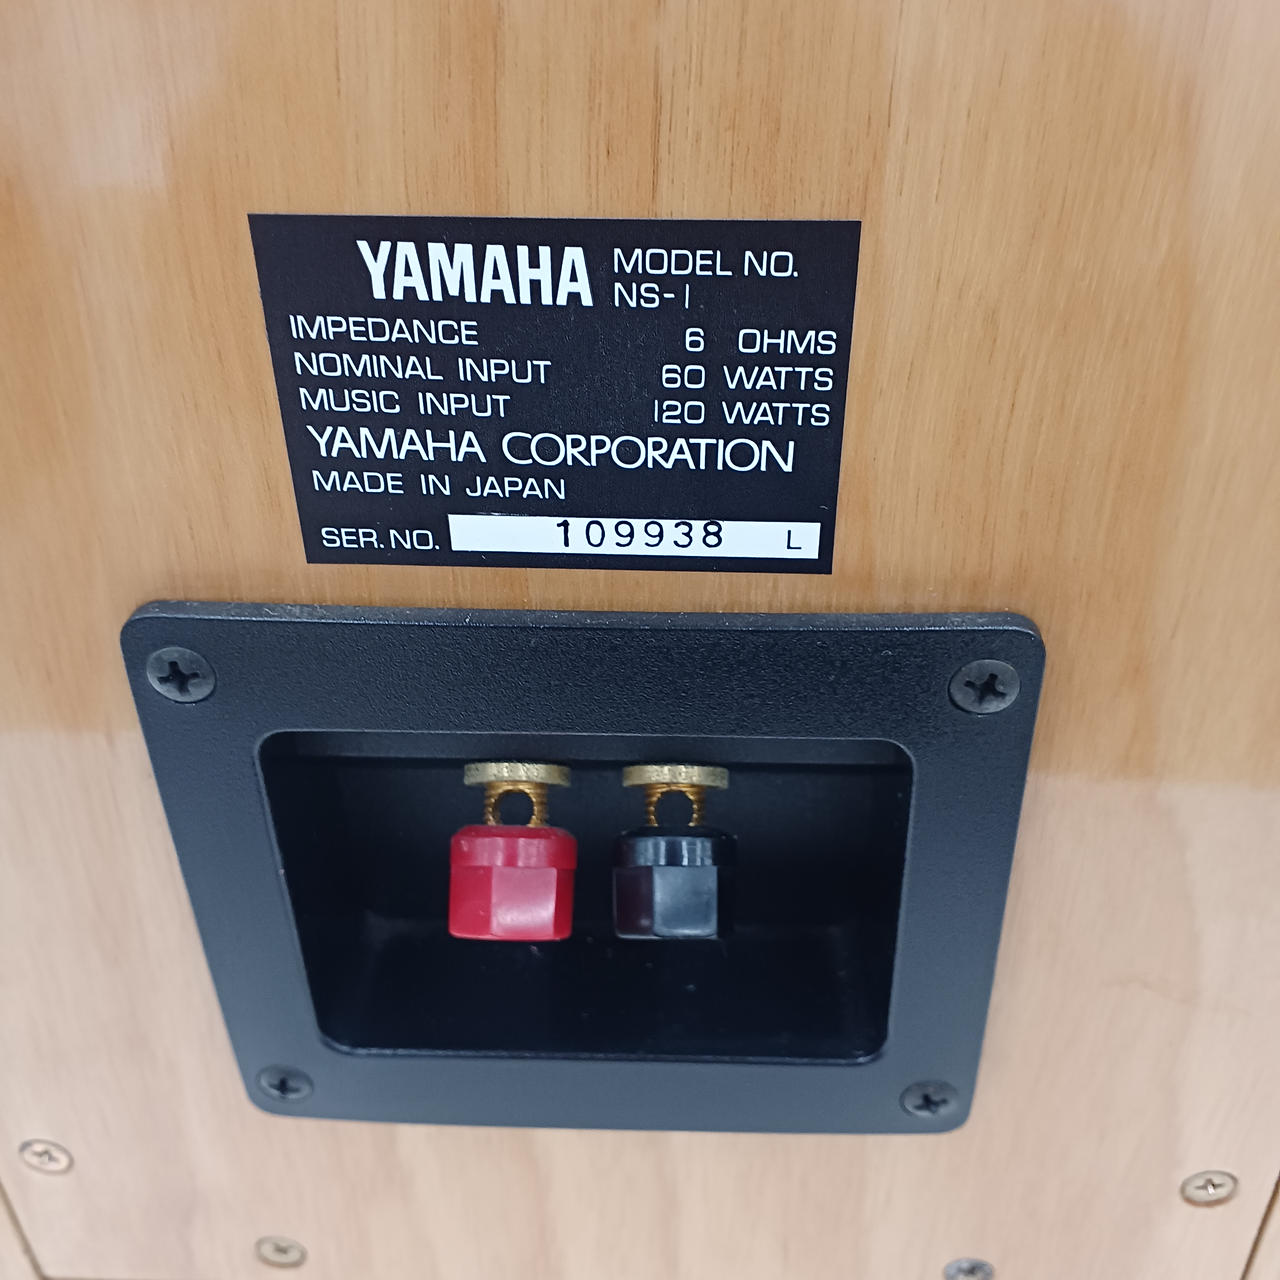 YAMAHA MODEL NO.
NS-1
IMPEDANCE 6 OHMS
NOMINAL INPUT 60 WATTS
MUSIC INPUT 120 WATTS
YAMAHA CORPORATION
MADE IN JAPAN
SER. NO. 109938 L